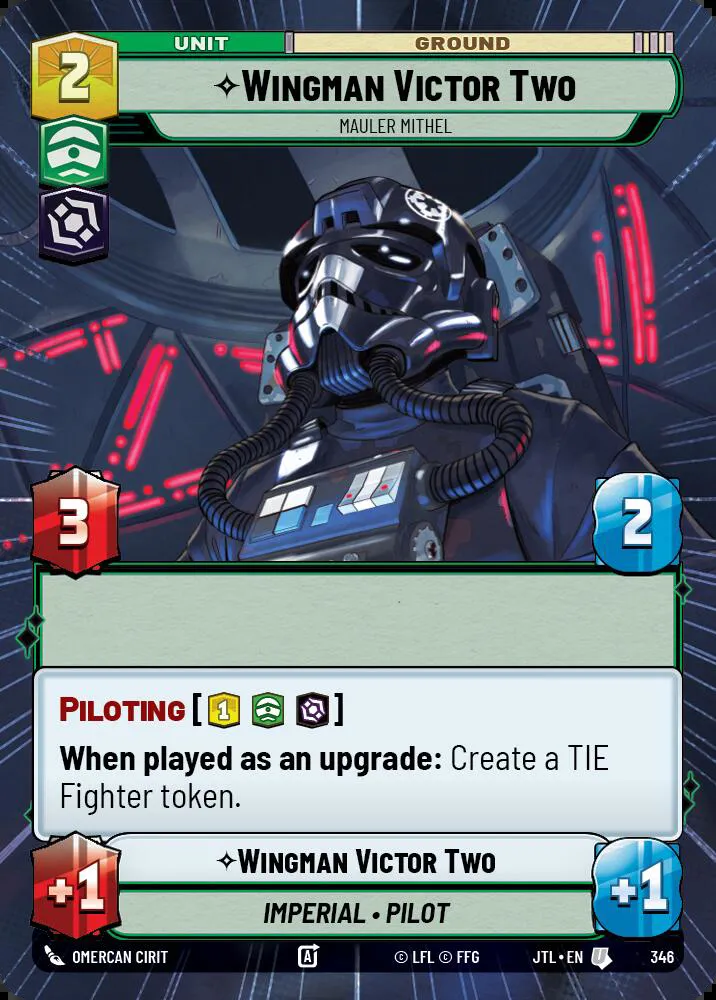 UNIT
GROUND
2
✧WINGMAN VICTOR TWO
MAULER MITHEL
3
2
PILOTING [1]
When played as an upgrade: Create a TIE
Fighter token.
✧WINGMAN VICTOR TWO
+1
+1
IMPERIAL • PILOT
OMERCAN CIRIT
A
© LFL © FFG
JTL • EN
U
346